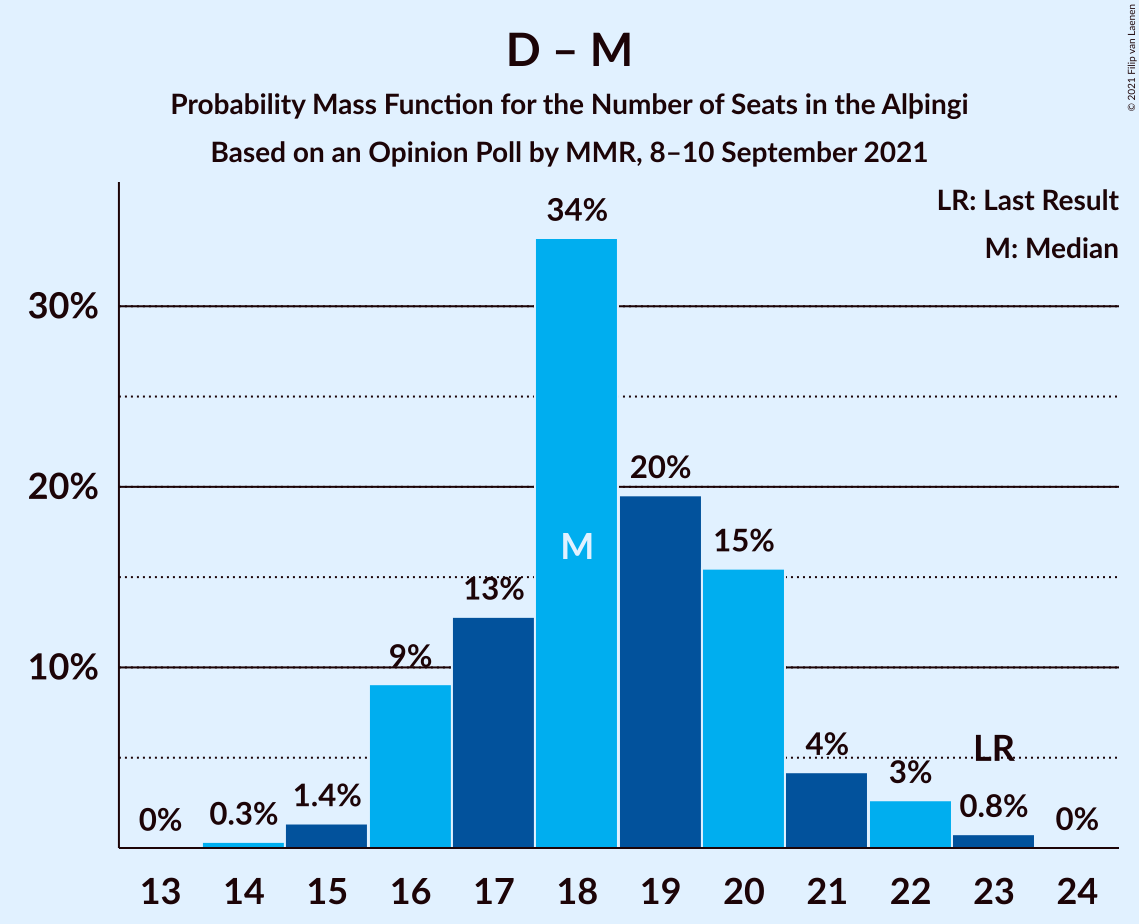 D – M
Probability Mass Function for the Number of Seats in the Alþingi
Based on an Opinion Poll by MMR, 8–10 September 2021
© 2021 Filip van Laenen
LR: Last Result
M: Median
34%
30%
20%
20%
M
15%
13%
10%
9%
LR
4%
3%
1.4%
0.8%
0.3%
0%
0%
13 14 15 16 17 18 19 20 21 22 23 24